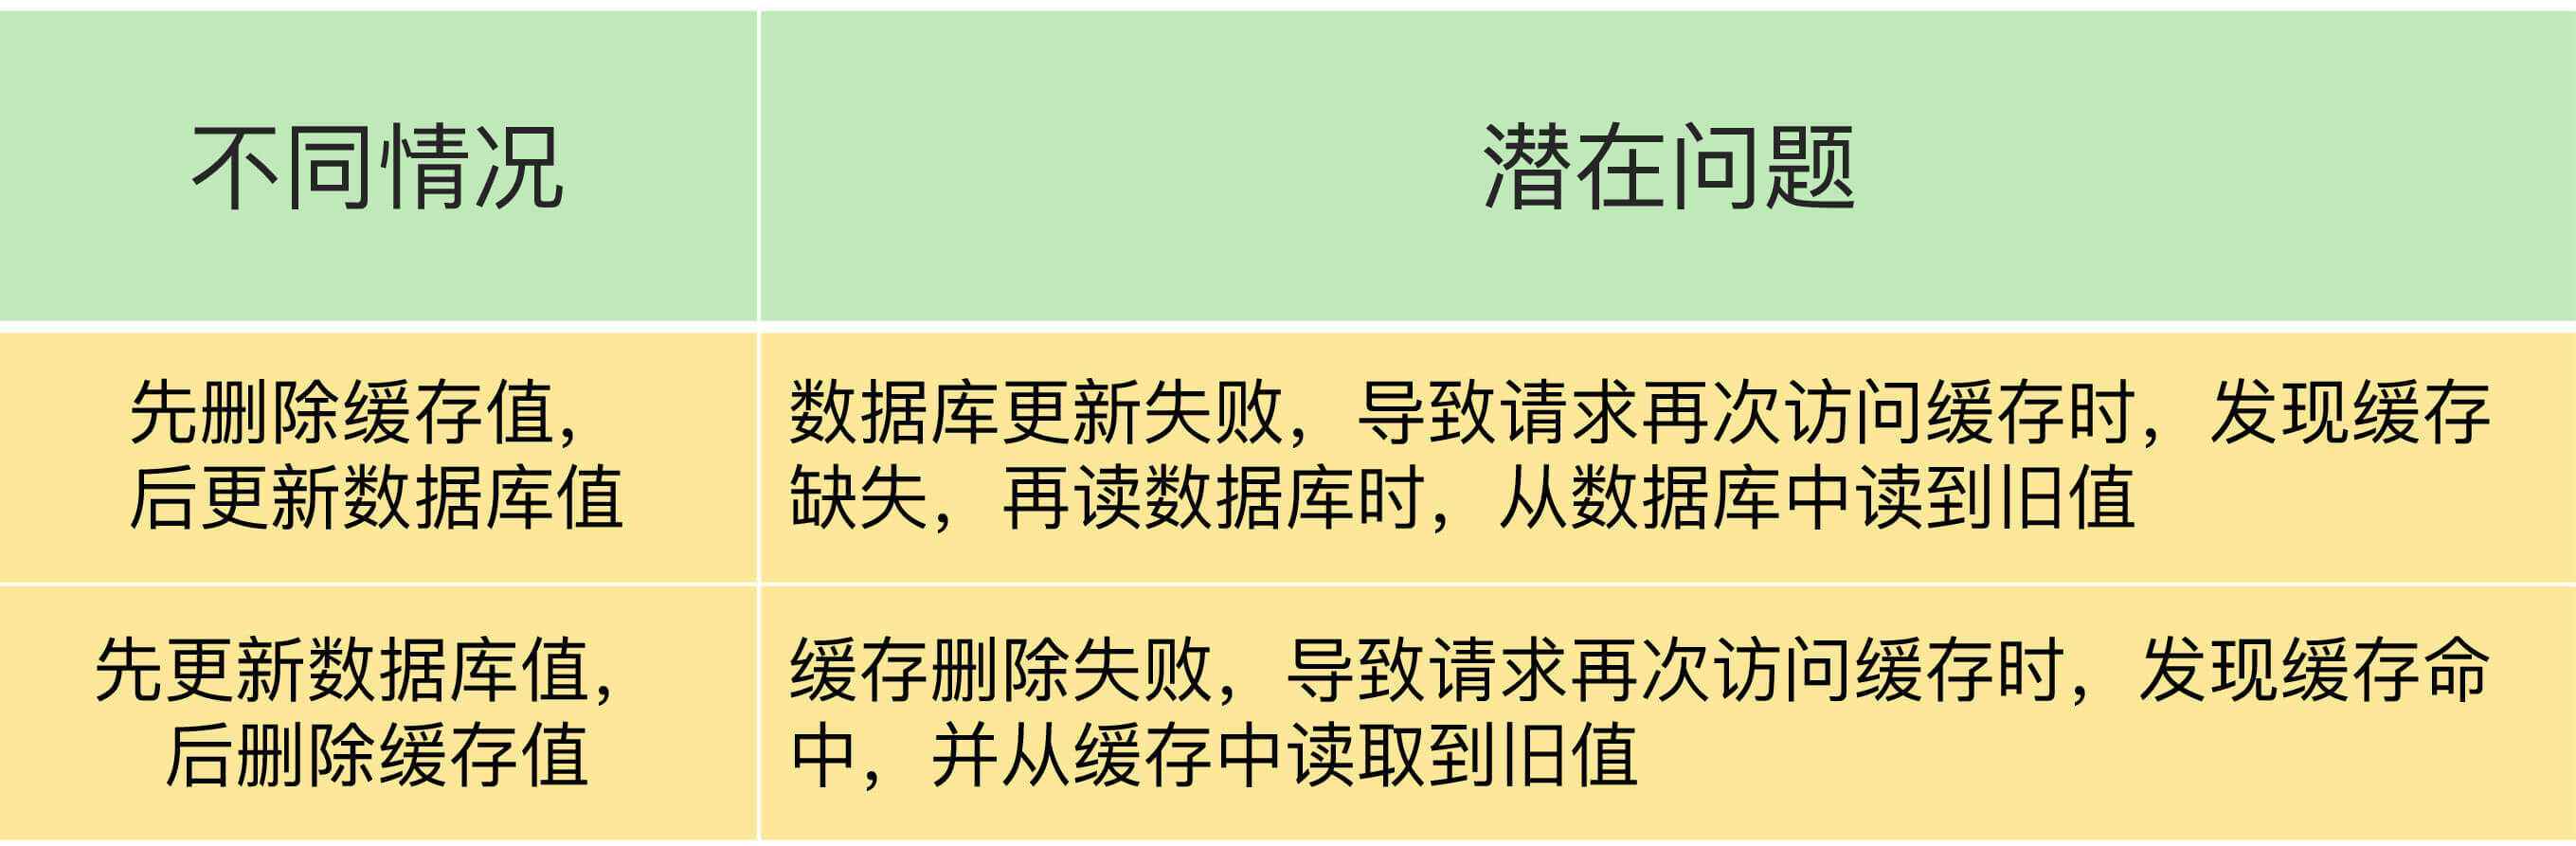 不同情况
潜在问题
先删除缓存值，
后更新数据库值
数据库更新失败，导致请求再次访问缓存时，发现缓存
缺失，再读数据库时，从数据库中读到旧值
先更新数据库值，
后删除缓存值
缓存删除失败，导致请求再次访问缓存时，发现缓存命
中，并从缓存中读取到旧值